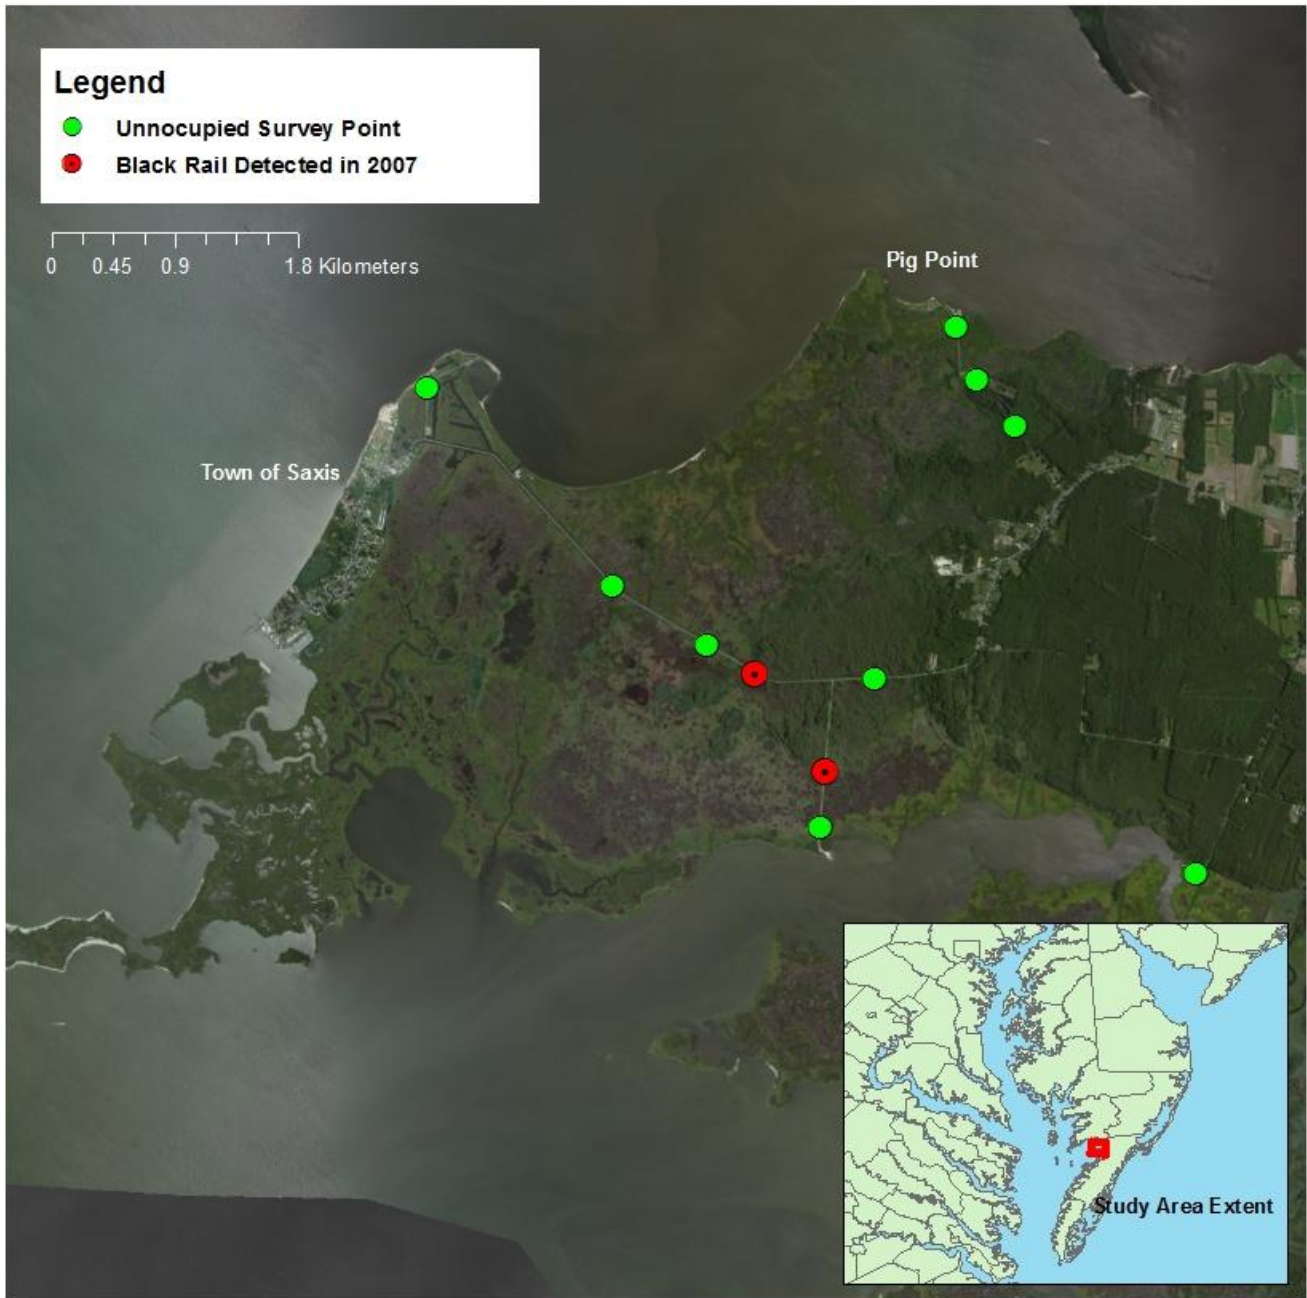 Legend
Unnocupied Survey Point
Black Rail Detected in 2007
0 0.45 0.9 1.8 Kilometers
Pig Point
Town of Saxis
Study Area Extent